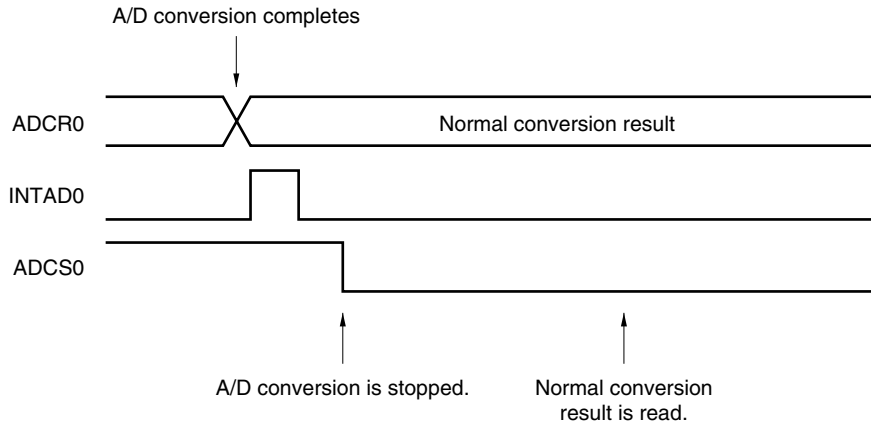 A/D conversion completes
ADCR0
Normal conversion result
INTAD0
ADCS0
A/D conversion is stopped.
Normal conversion
result is read.